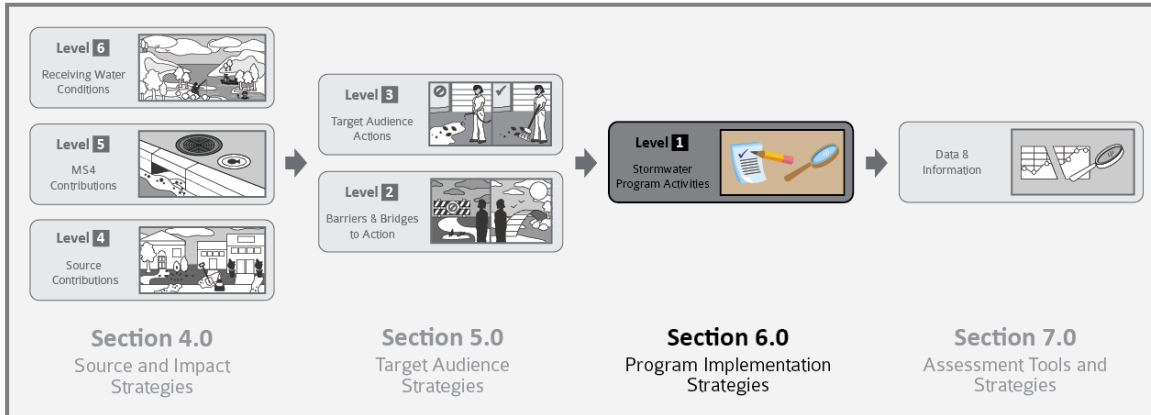 Level 6
Receiving Water
Conditions
Level 5
MS4
Contributions
Level 4
Source
Contributions
Section 4.0
Source and Impact
Strategies
Level 3
Target Audience
Actions
Level 2
Barriers & Bridges
to Action
Section 5.0
Target Audience
Strategies
Level 1
Stormwater
Program Activities
Section 6.0
Program Implementation
Strategies
Data &
Information
Section 7.0
Assessment Tools and
Strategies